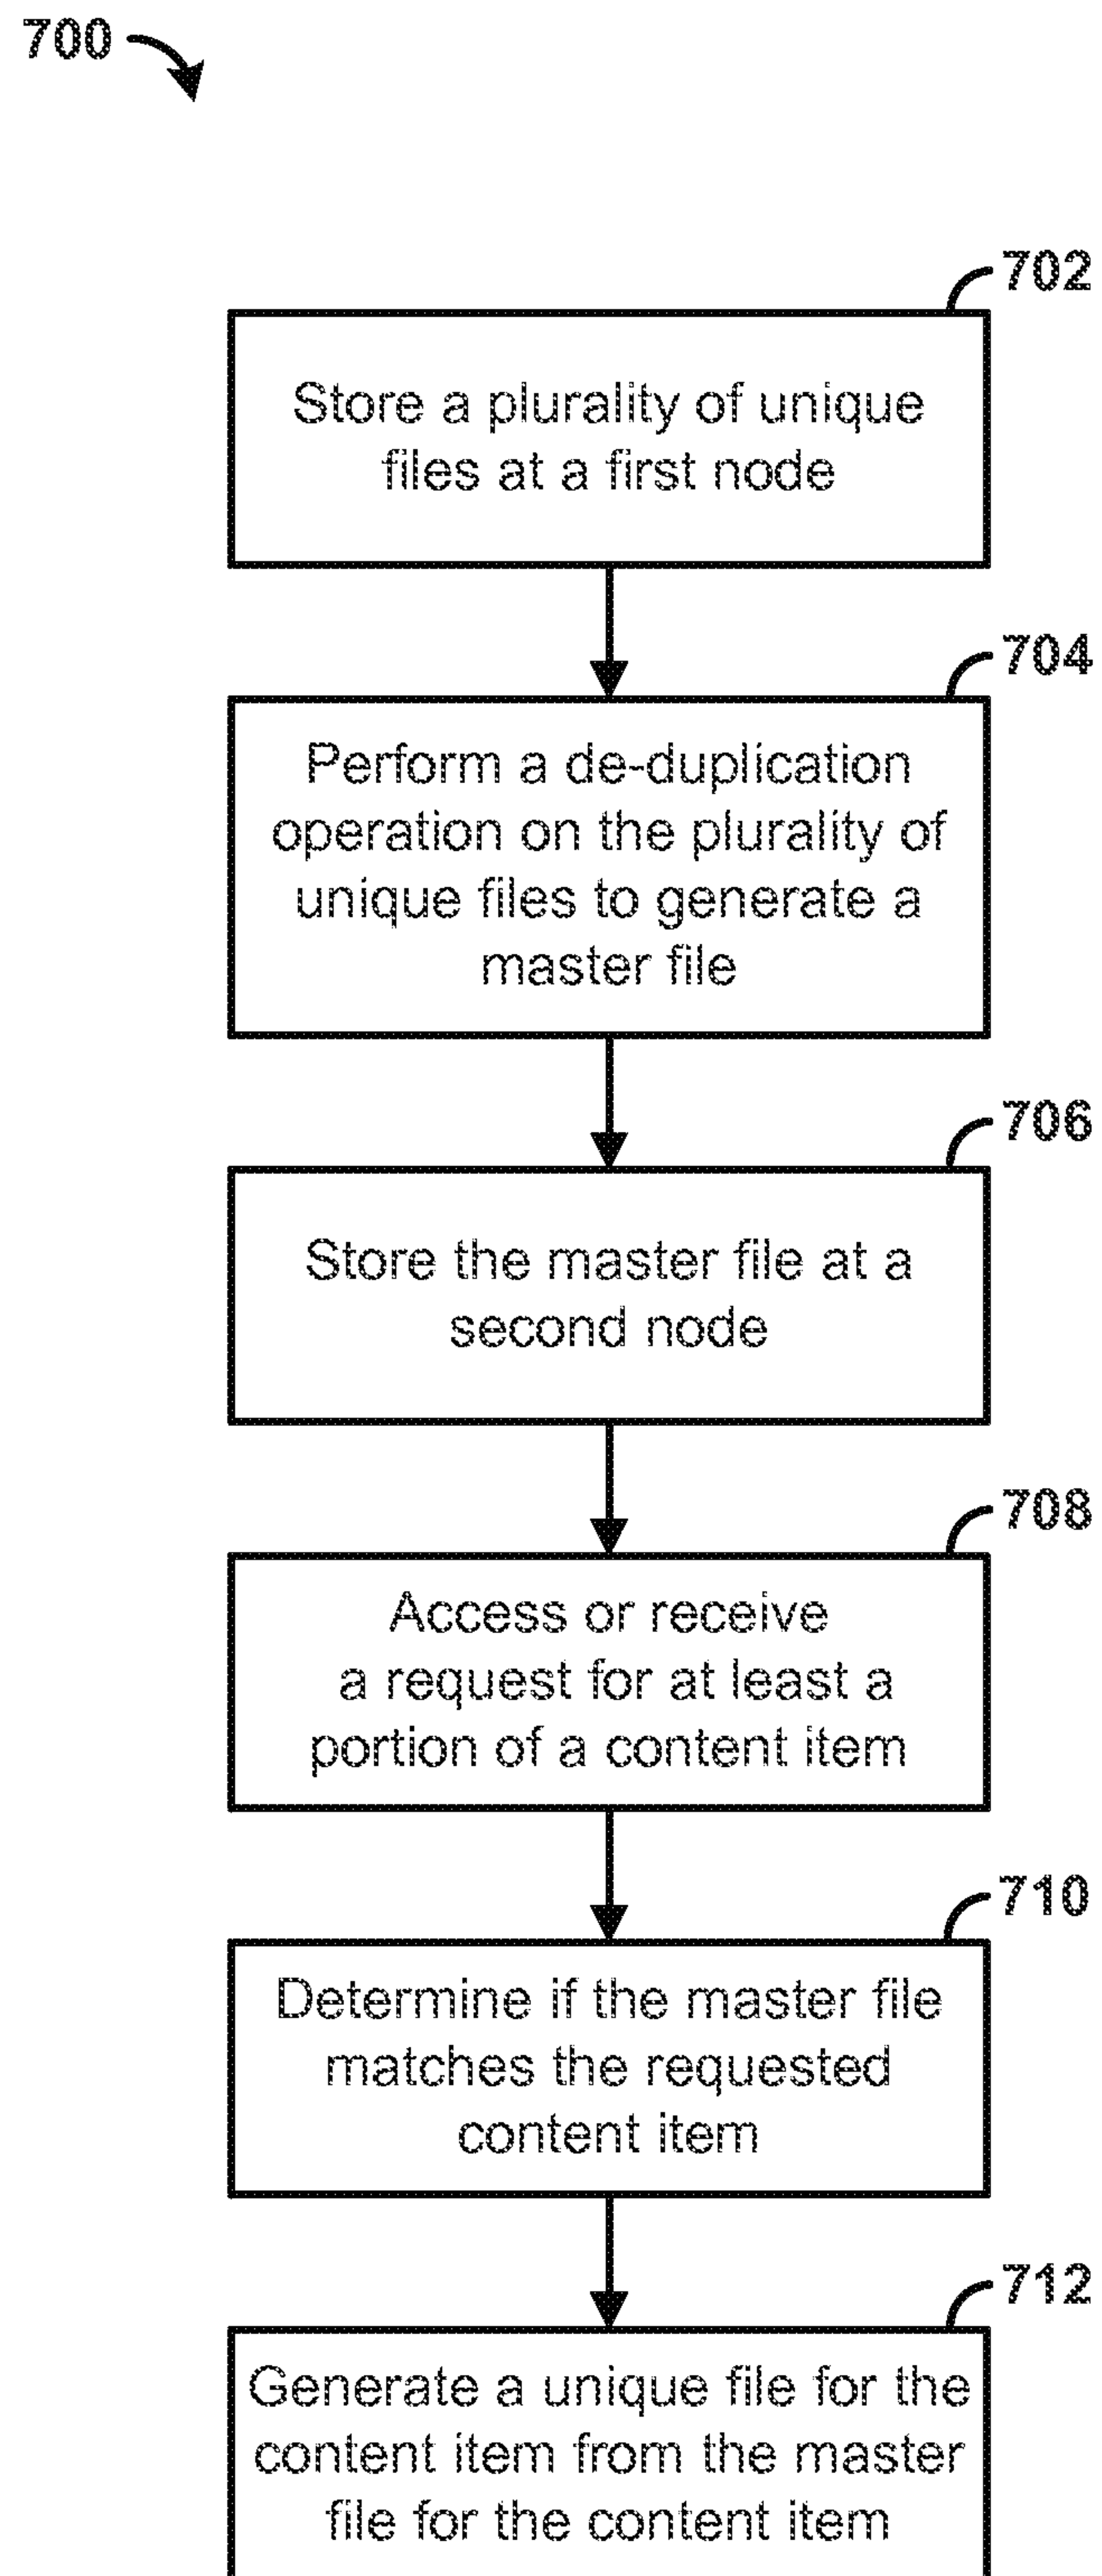 700
702
Store a plurality of unique
files at a first node
704
Perform a de-duplication
operation on the plurality of
unique files to generate a
master file
706
Store the master file at a
second node
708
Access or receive
a request for at least a
portion of a content item
710
Determine if the master file
matches the requested
content item
712
Generate a unique file for the
content item from the master
file for the content item